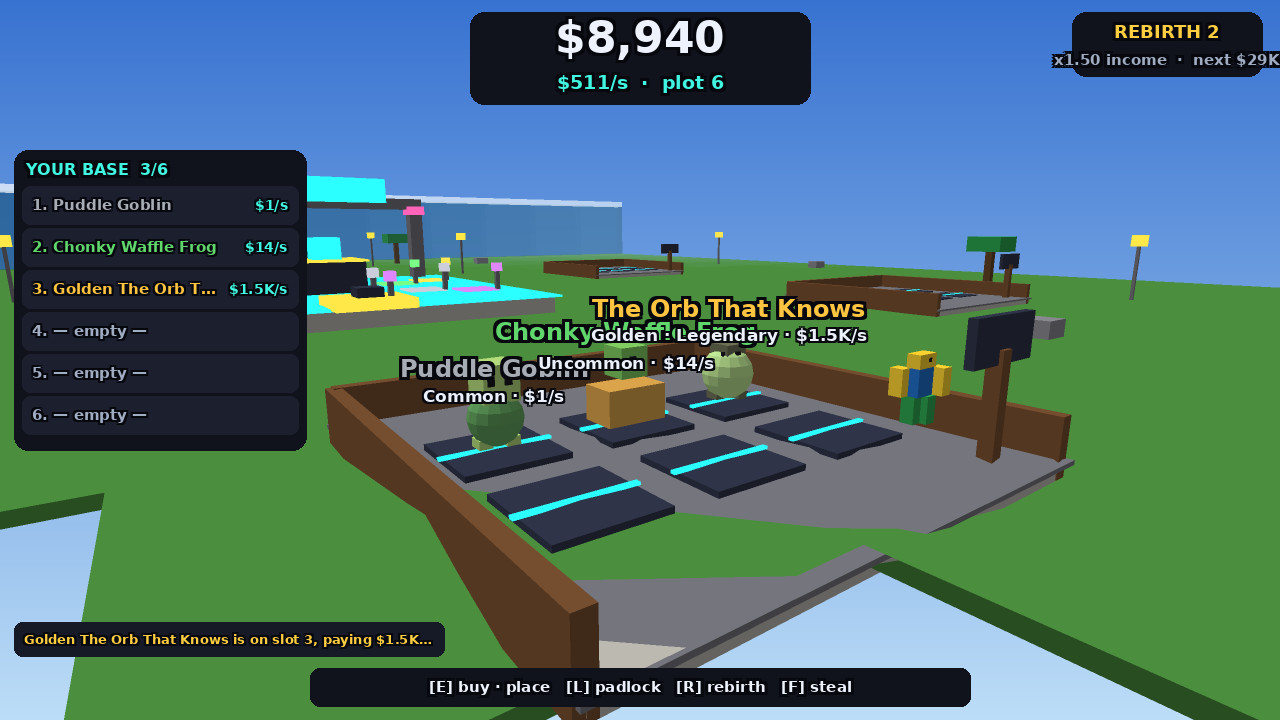 $8,940
$511/s · plot 6
REBIRTH 2
x1.50 income · next $29K
YOUR BASE 3/6
1. Puddle Goblin $1/s
2. Chonky Waffle Frog $14/s
3. Golden The Orb T... $1.5K/s
4. — empty —
5. — empty —
6. — empty —
The Orb That Knows
Golden · Legendary · $1.5K/s
Chonky Waffle Frog
Uncommon · $14/s
Puddle Goblin
Common · $1/s
Golden The Orb That Knows is on slot 3, paying $1.5K...
[E] buy · place [L] padlock [R] rebirth [F] steal